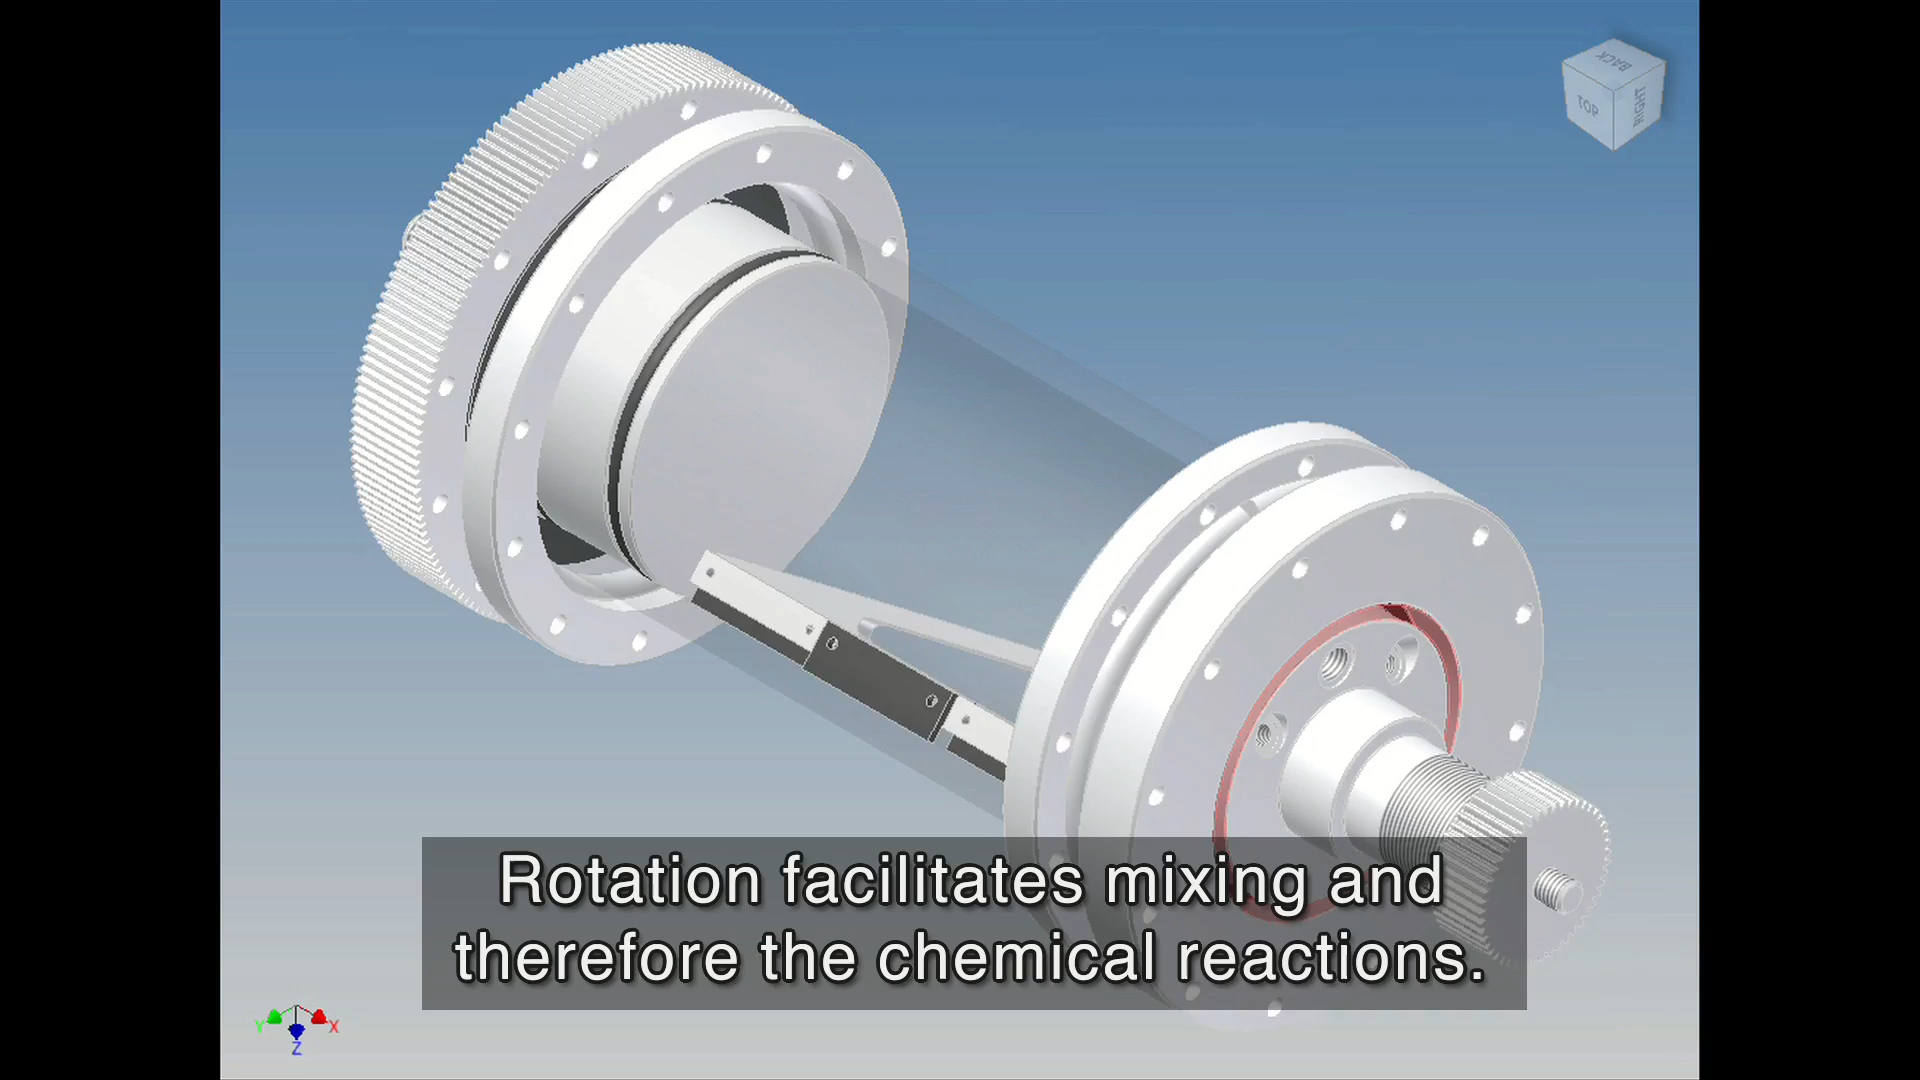 BACK
TOP
RIGHT
Rotation facilitates mixing and
therefore the chemical reactions.
Y
X
Z